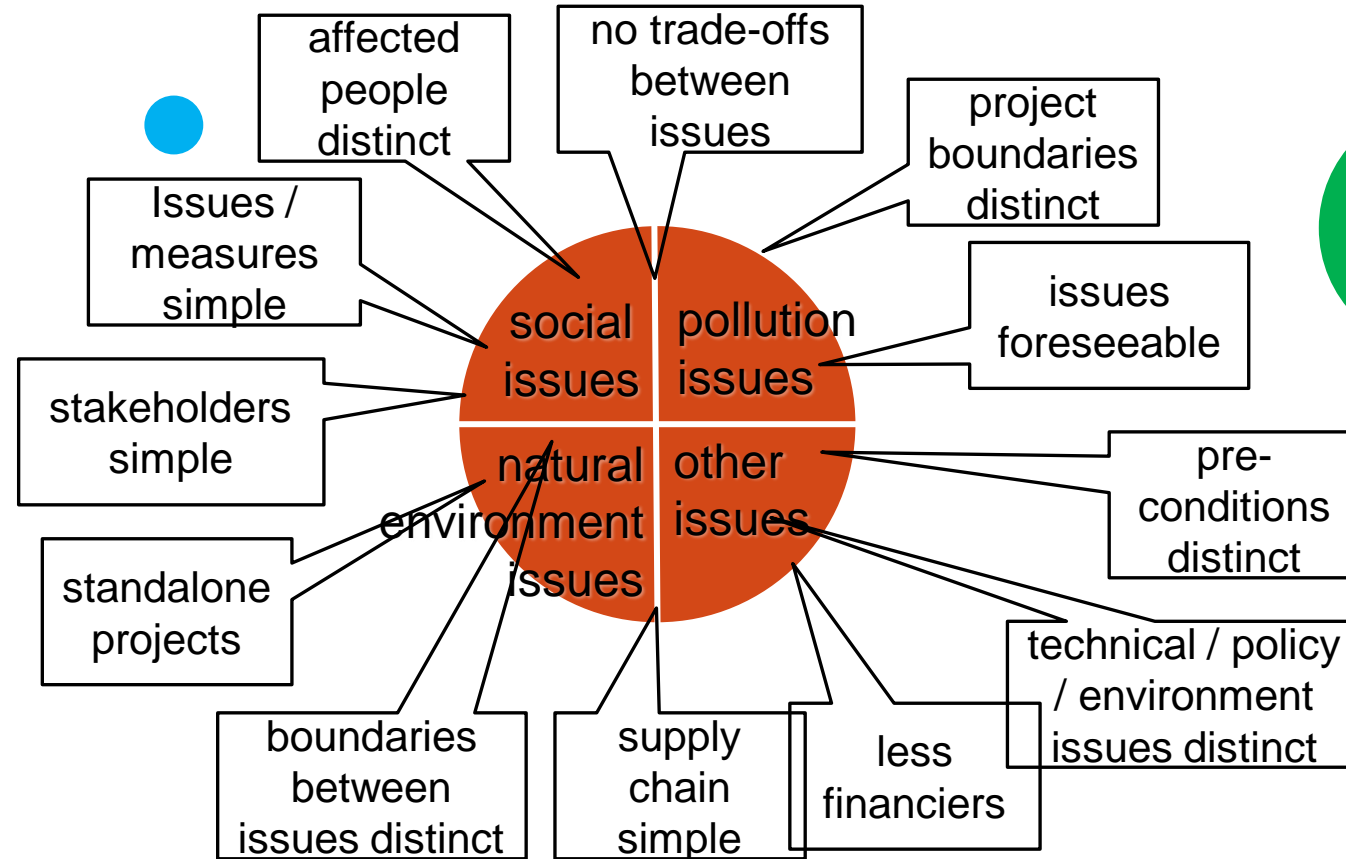 affected
people
distinct
no trade-offs
between
issues
project
boundaries
distinct
Issues /
measures
simple
issues
foreseeable
social
issues
pollution
issues
stakeholders
simple
natural
environment
issues
other
issues
pre-
conditions
distinct
standalone
projects
technical / policy
/ environment
issues distinct
boundaries
between
issues distinct
supply
chain
simple
less
financiers